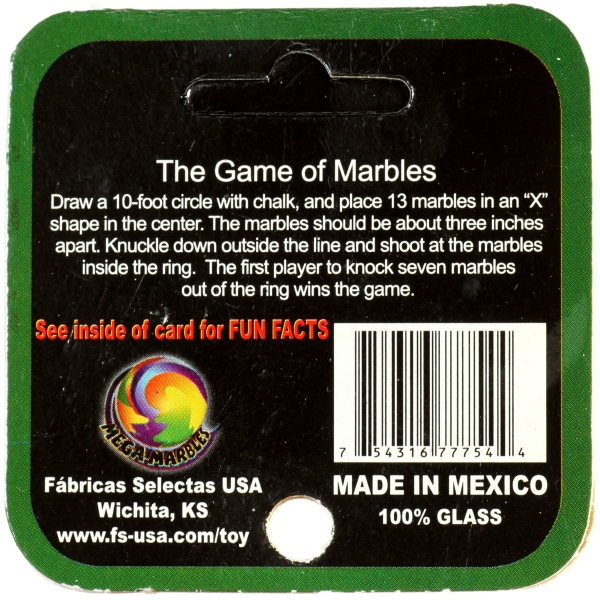 The Game of Marbles
Draw a 10-foot circle with chalk, and place 13 marbles in an “X”
shape in the center. The marbles should be about three inches
apart. Knuckle down outside the line and shoot at the marbles
inside the ring. The first player to knock seven marbles
out of the ring wins the game.
See inside of card for FUN FACTS
MEGA-MARBLES
7 54316 77754 4
Fábricas Selectas USA
Wichita, KS
www.fs-usa.com/toy
MADE IN MEXICO
100% GLASS